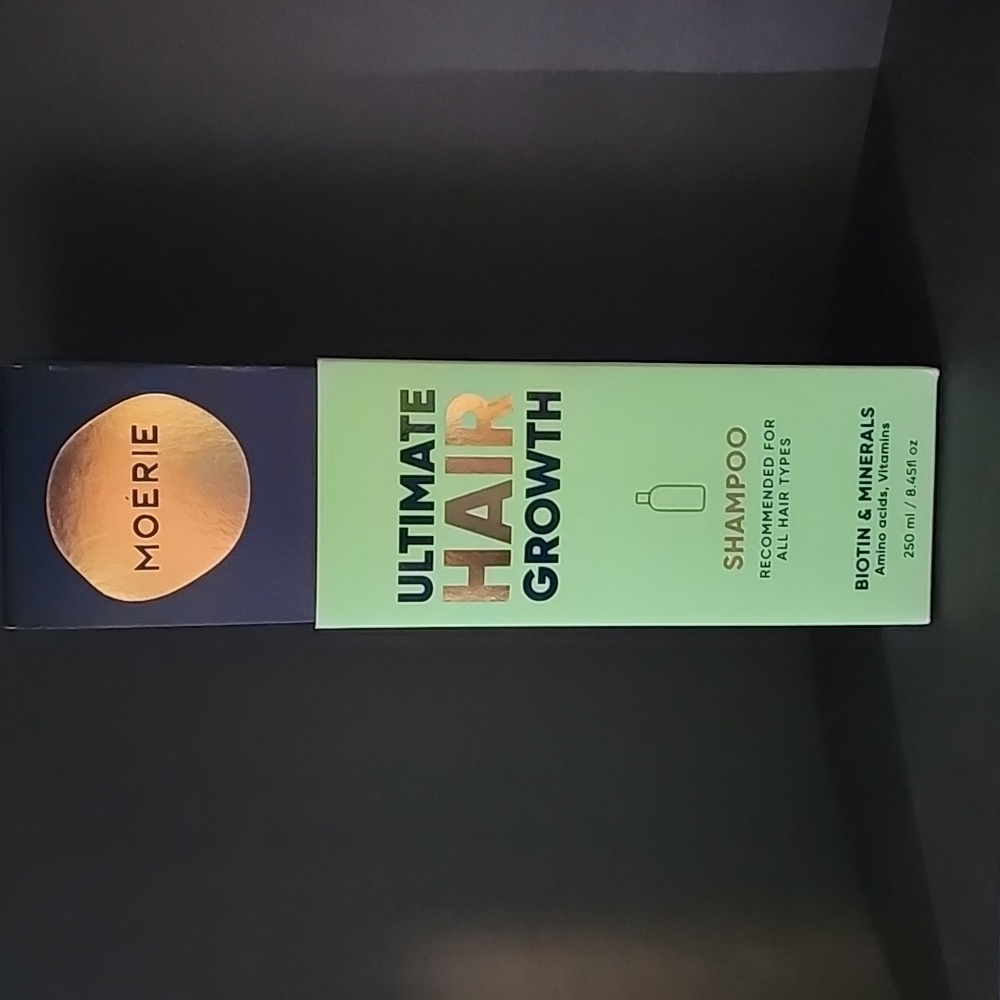 MOÉRIE
ULTIMATE
HAIR
GROWTH
SHAMPOO
RECOMMENDED FOR
ALL HAIR TYPES
BIOTIN & MINERALS
Amino acids, Vitamins
250 ml / 8.45fl oz